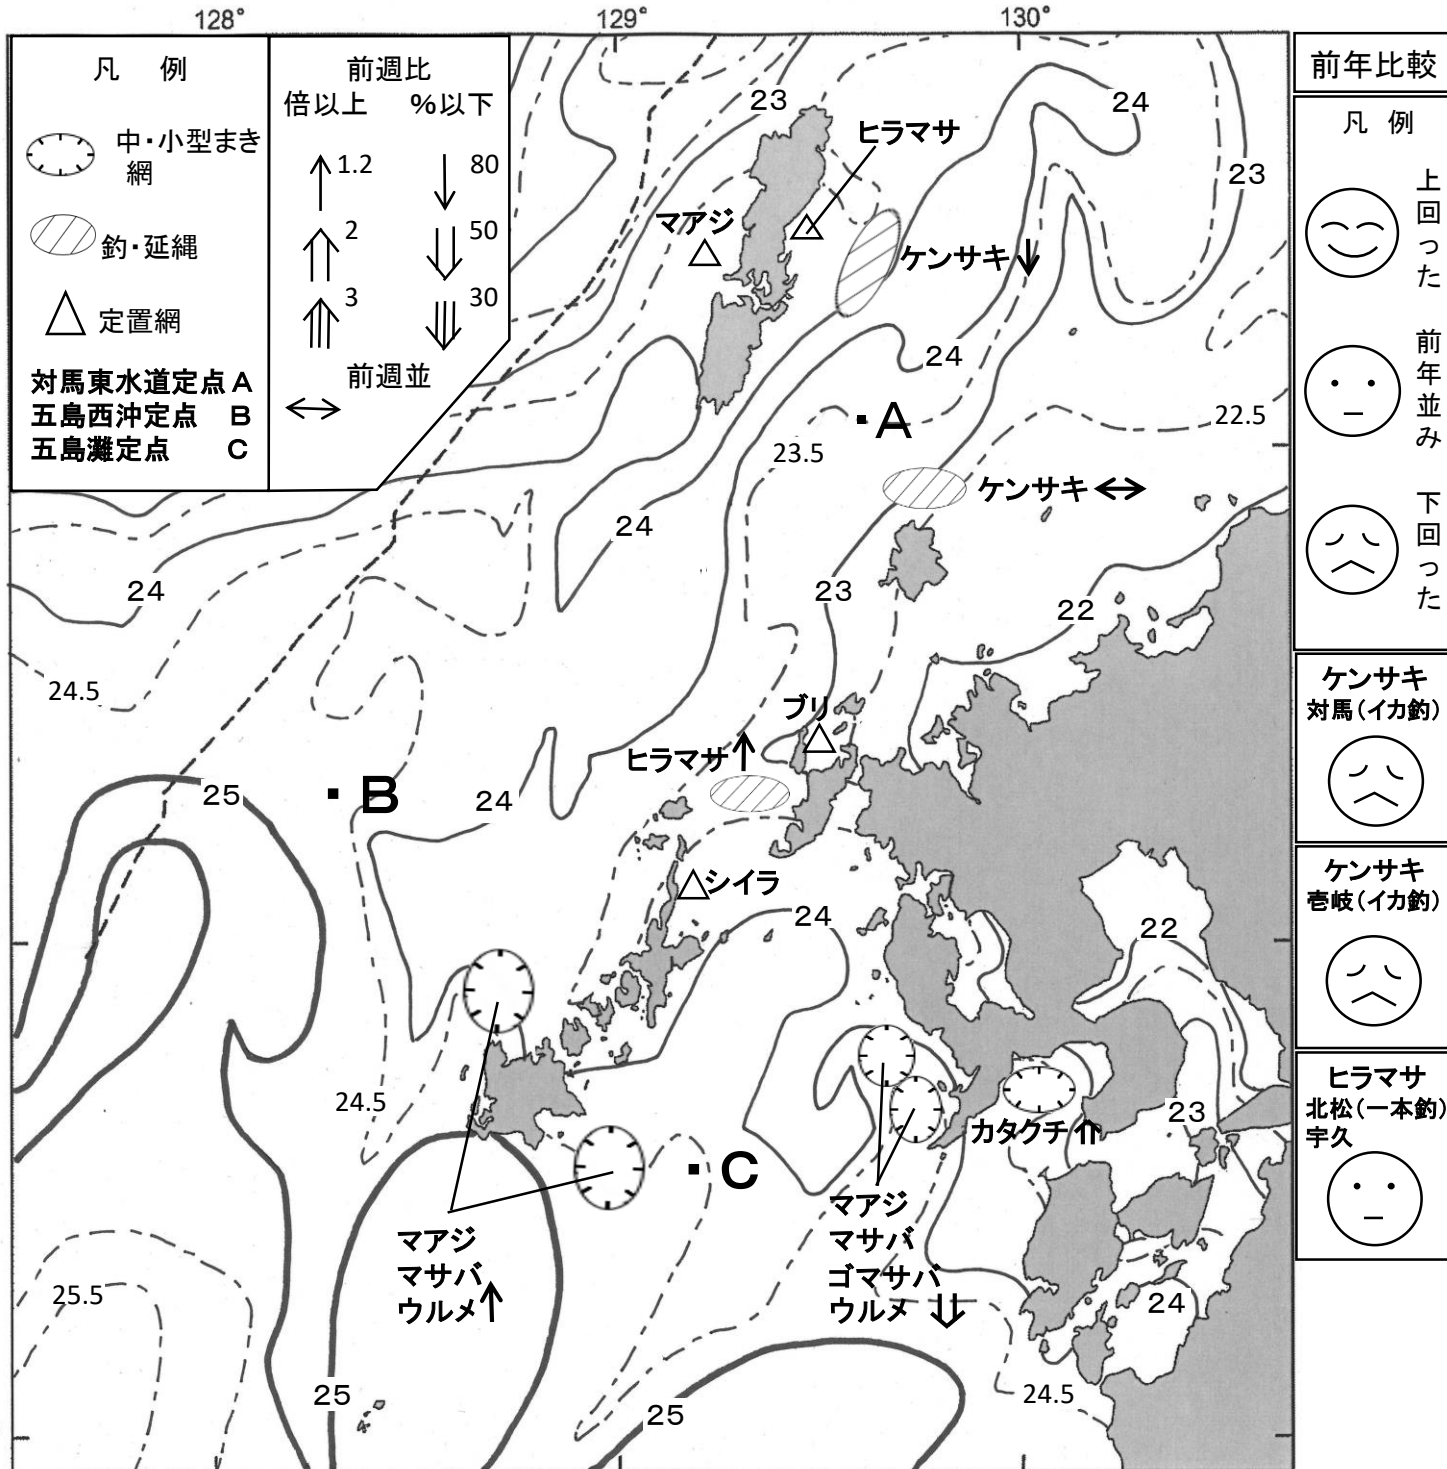 128°
129°
130°
凡 例
中・小型まき
網
釣・延縄
定置網
対馬東水道定点 A
五島西沖定点 B
五島灘定点 C
前週比
倍以上 %以下
1.2
80
2
50
3
30
前週並
23
24
23
ヒラマサ
マアジ
ケンサキ
24
A
23.5
22.5
ケンサキ
24
24
23
22
24.5
ブリ
ヒラマサ
25
B
24
シイラ
24
22
24.5
23
カタクチ
C
マアジ
マサバ
ウルメ
マアジ
マサバ
ゴマサバ
ウルメ
25.5
24
25
25
24.5
前年比較
凡 例
上回った
前年並み
下回った
ケンサキ
対馬(イカ釣)
ケンサキ
壱岐(イカ釣)
ヒラマサ
北松(一本釣)
宇久